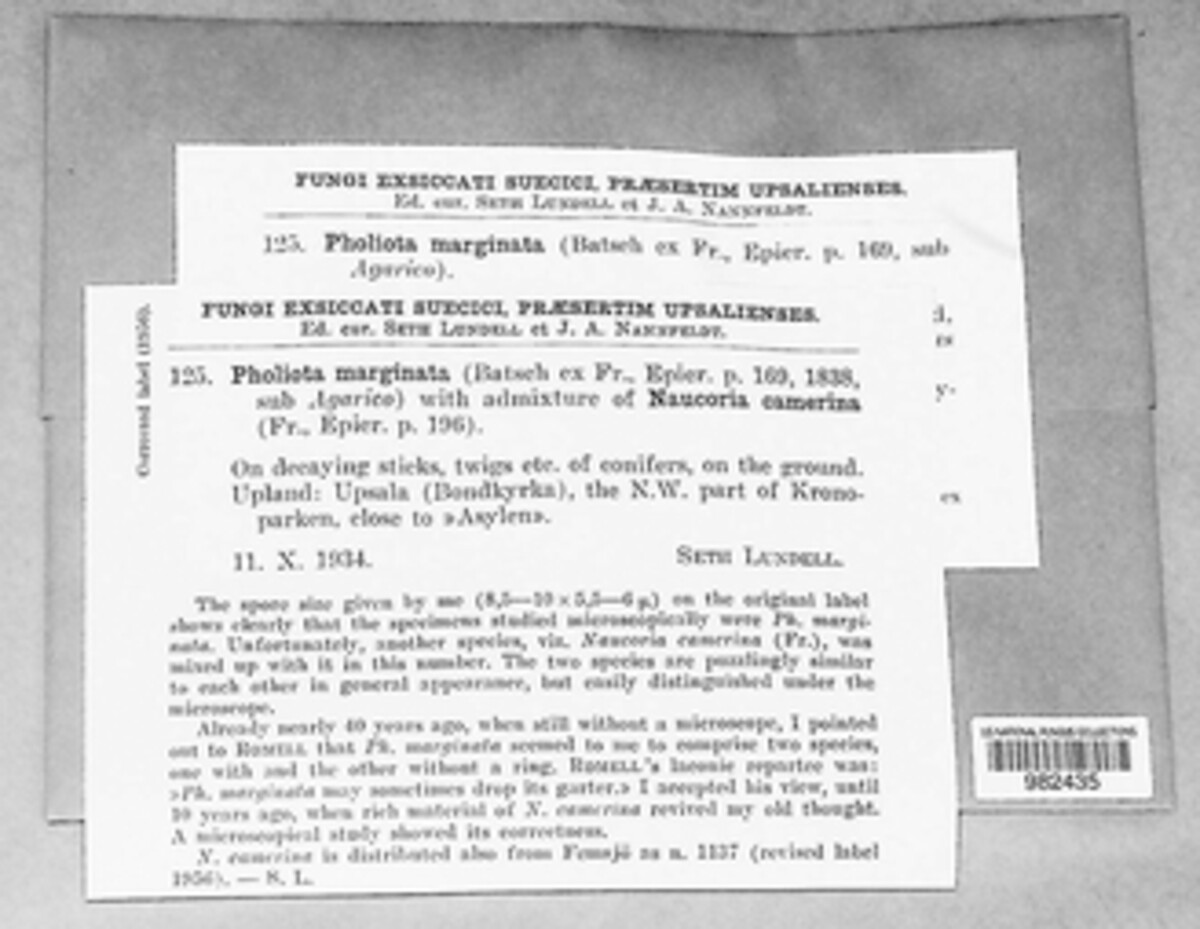 FUNGI EXSICCATI SUECICI, PRÆSERTIM UPSALIENSES.
Ed. cur. SETH LUNDELL et J. A. NANNFELDT.
125. Pholiota marginata (Batsch ex Fr., Epicr. p. 169, sub
Agarico).
Corrected label (1956).
FUNGI EXSICCATI SUECICI, PRÆSERTIM UPSALIENSES.
Ed. cur. SETH LUNDELL et J. A. NANNFELDT.
125. Pholiota marginata (Batsch ex Fr., Epicr. p. 169, 1838,
sub Agarico) with admixture of Naucoria camerina
(Fr., Epicr. p. 196).
On decaying sticks, twigs etc. of conifers, on the ground.
Upland: Upsala (Bondkyrka), the N.W. part of Krono-
parken, close to »Asylen».
11. X. 1934. SETH LUNDELL.
The spore size given by me (8,5—10 × 5,5—6 µ) on the original label
shows clearly that the specimens studied microscopically were Ph. margi-
nata. Unfortunately, another species, viz. Naucoria camerina (Fr.), was
mixed up with it in this number. The two species are puzzlingly similar
to each other in general appearance, but easily distinguished under the
microscope.
Already nearly 40 years ago, when still without a microscope, I pointed
out to ROMELL that Ph. marginata seemed to me to comprise two species,
one with and the other without a ring. ROMELL's laconic repartee was:
»Ph. marginata may sometimes drop its garter.» I accepted his view, until
10 years ago, when rich material of N. camerina revived my old thought.
A microscopical study showed its correctness.
N. camerina is distributed also from Femsjö as n. 1137 (revised label
1956). — S. L.
d,
rs
y-
ex
US NATIONAL FUNGUS COLLECTIONS
982435